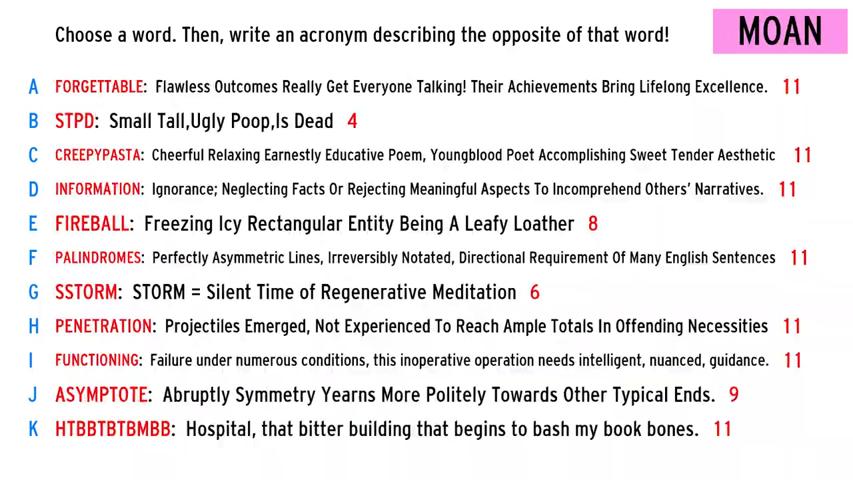 Choose a word. Then, write an acronym describing the opposite of that word!
MOAN
A FORGETTABLE: Flawless Outcomes Really Get Everyone Talking! Their Achievements Bring Lifelong Excellence. 11
B STPD: Small Tall,Ugly Poop,Is Dead 4
C CREEPYPASTA: Cheerful Relaxing Earnestly Educative Poem, Youngblood Poet Accomplishing Sweet Tender Aesthetic 11
D INFORMATION: Ignorance; Neglecting Facts Or Rejecting Meaningful Aspects To Incomprehend Others' Narratives. 11
E FIREBALL: Freezing Icy Rectangular Entity Being A Leafy Loather 8
F PALINDROMES: Perfectly Asymmetric Lines, Irreversibly Notated, Directional Requirement Of Many English Sentences 11
G SSTORM: STORM = Silent Time of Regenerative Meditation 6
H PENETRATION: Projectiles Emerged, Not Experienced To Reach Ample Totals In Offending Necessities 11
I FUNCTIONING: Failure under numerous conditions, this inoperative operation needs intelligent, nuanced, guidance. 11
J ASYMPTOTE: Abruptly Symmetry Yearns More Politely Towards Other Typical Ends. 9
K HTBBTBTBMBB: Hospital, that bitter building that begins to bash my book bones. 11